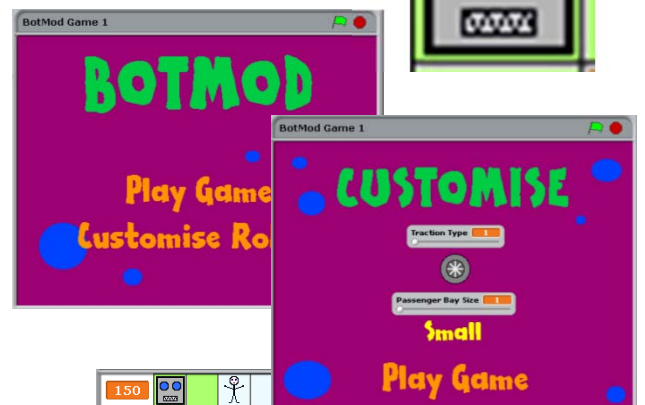 BotMod Game 1
BOTMOD
Play Game
Customise Ro
BotMod Game 1
CUSTOMISE
Traction Type 1
Passenger Bay Size 1
Small
Play Game
150